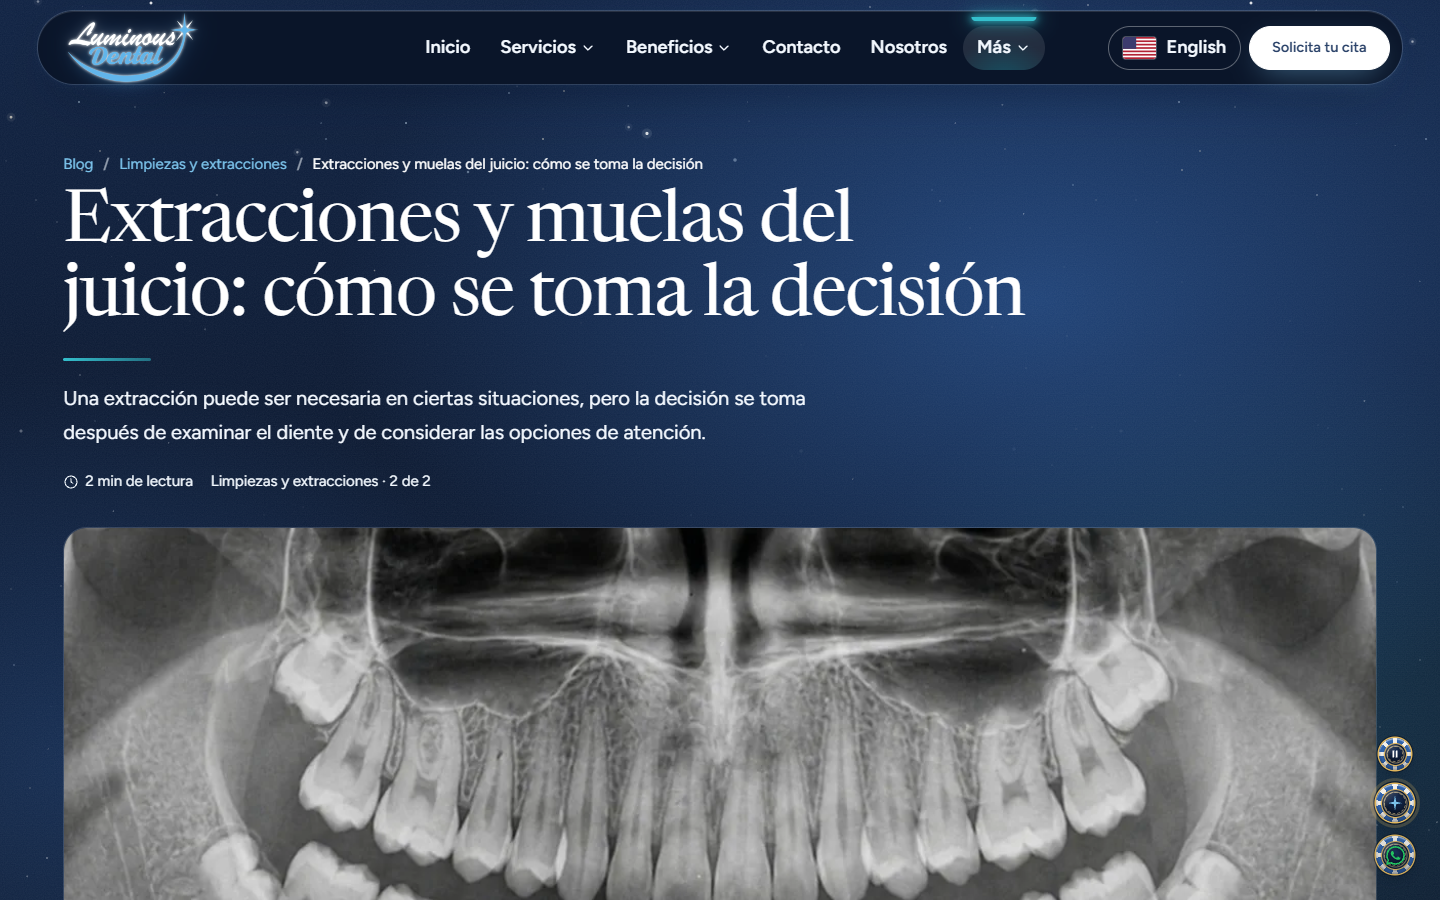 Luminous
Dental
Inicio
Servicios
Beneficios
Contacto
Nosotros
Más
English
Solicita tu cita
Blog / Limpiezas y extracciones / Extracciones y muelas del juicio: cómo se toma la decisión
Extracciones y muelas del
juicio: cómo se toma la decisión
Una extracción puede ser necesaria en ciertas situaciones, pero la decisión se toma
después de examinar el diente y de considerar las opciones de atención.
2 min de lectura Limpiezas y extracciones · 2 de 2